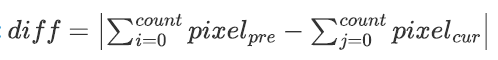 : diff = |∑_{i=0}^{count} pixel_{pre} − ∑_{j=0}^{count} pixel_{cur}|